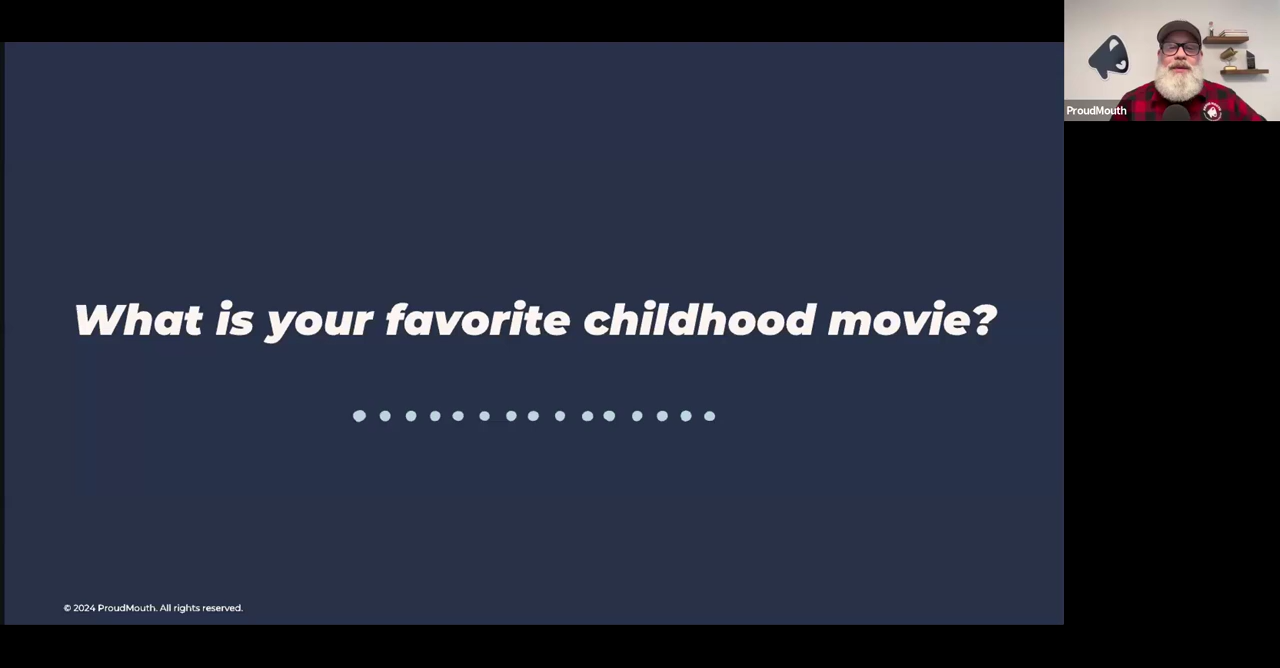 ProudMouth
What is your favorite childhood movie?
© 2024 ProudMouth. All rights reserved.